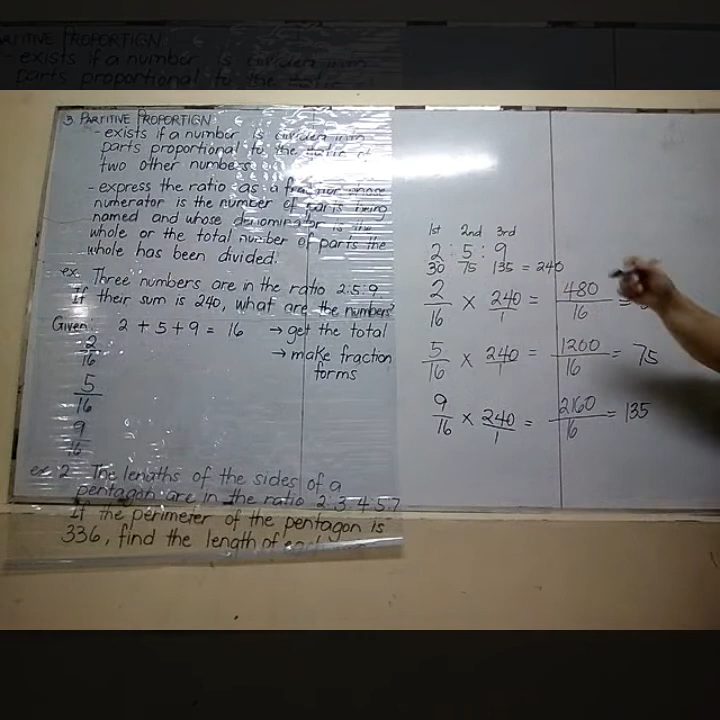 3. PARTITIVE PROPORTION
- exists if a number is divided into
parts proportional to the ratio of
two other numbers.
- express the ratio as a fraction whose
numerator is the number of parts being
named and whose denominator is the
whole or the total number of parts the
whole has been divided.
ex. Three numbers are in the ratio 2:5:9.
If their sum is 240, what are the numbers?
Given: 2 + 5 + 9 = 16 → get the total
2/16 → make fraction
forms
5/16
9/16
ex 2. The lengths of the sides of a
pentagon are in the ratio 2:3:4:5:7
If the perimeter of the pentagon is
336, find the length of
1st 2nd 3rd
2 : 5 : 9
30 75 135 = 240
2/16 × 240/1 = 480/16 =
5/16 × 240/1 = 1200/16 = 75
9/16 × 240/1 = 2160/16 = 135